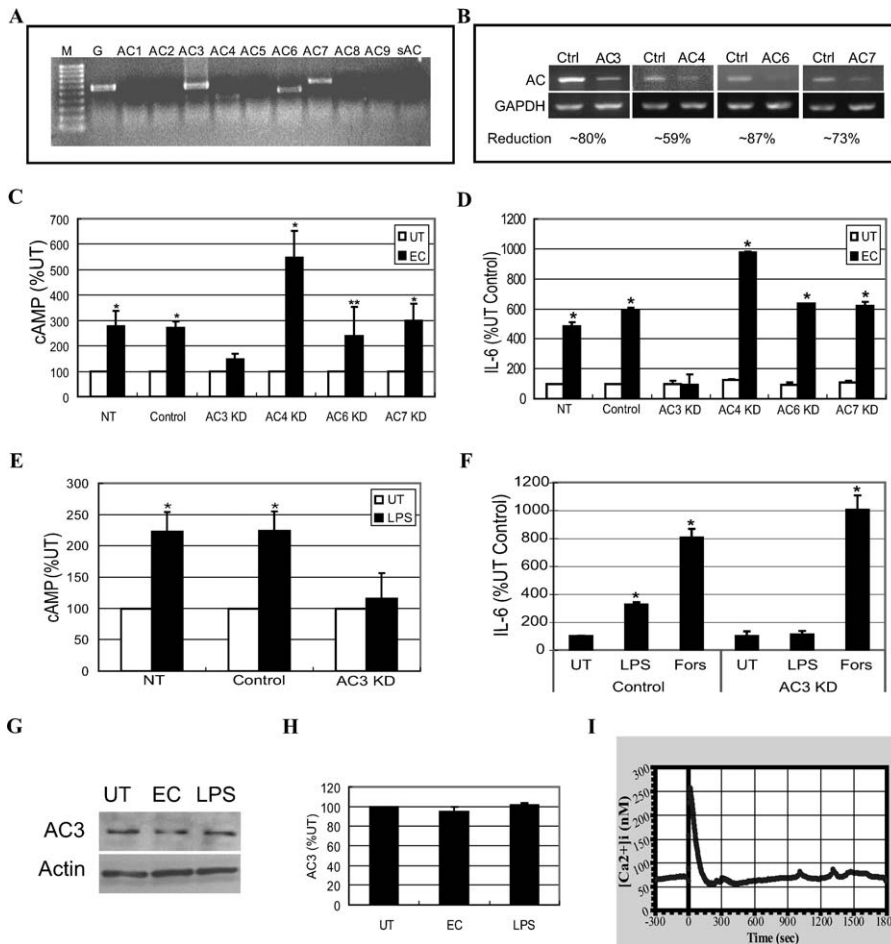 A
M G AC1 AC2 AC3 AC4 AC5 AC6 AC7 AC8 AC9 sAC
B
Ctrl AC3 Ctrl AC4 Ctrl AC6 Ctrl AC7
AC
GAPDH
Reduction ~80% ~59% ~87% ~73%
C
cAMP (%UT)
700
600
500
400
300
200
100
0
UT
EC
*
*
*
**
*
NT Control AC3 KD AC4 KD AC6 KD AC7 KD
D
IL-6 (%UT Control)
1200
1000
800
600
400
200
0
UT
EC
*
*
*
*
*
NT Control AC3 KD AC4 KD AC6 KD AC7 KD
E
cAMP (%UT)
300
250
200
150
100
50
0
UT
LPS
*
*
NT Control AC3 KD
F
IL-6 (%UT Control)
1200
1000
800
600
400
200
0
*
*
*
UT LPS Fors UT LPS Fors
Control AC3 KD
G
UT EC LPS
AC3
Actin
H
AC3 (%UT)
120
100
80
60
40
20
0
UT EC LPS
I
[Ca2+]i (nM)
300
250
200
150
100
50
0
-300 0 300 600 900 1200 1500 180
Time (sec)